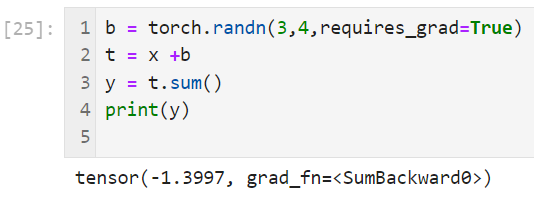 [25]:
1 b = torch.randn(3,4,requires_grad=True)
2 t = x +b
3 y = t.sum()
4 print(y)
5
tensor(-1.3997, grad_fn=<SumBackward0>)